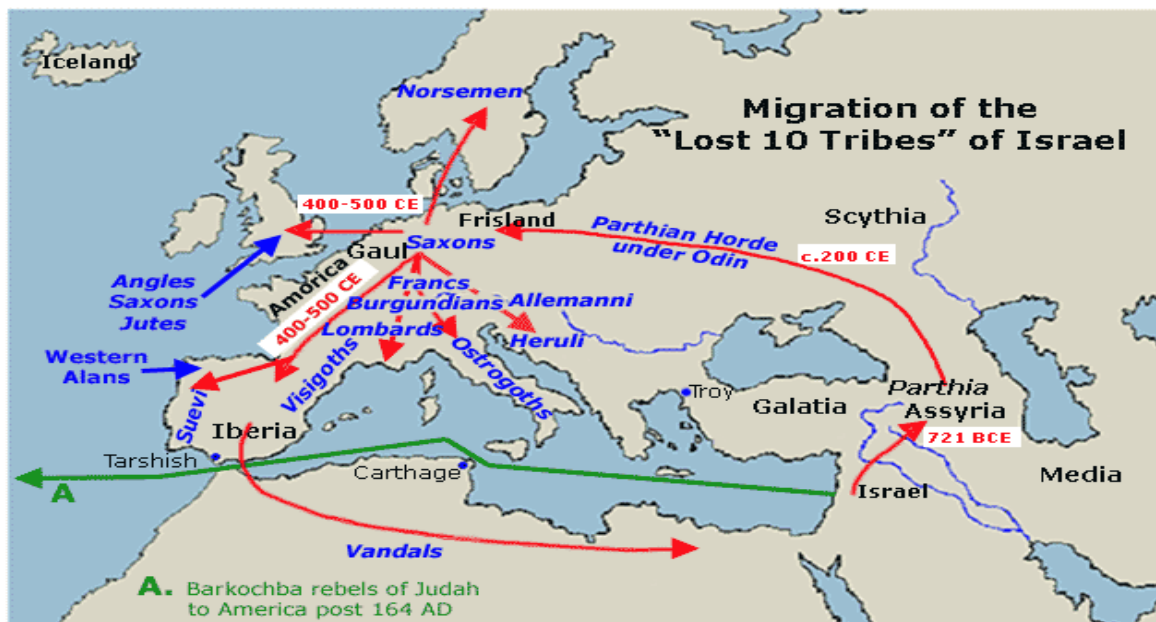 Iceland
Norsemen
Migration of the
"Lost 10 Tribes" of Israel
400-500 CE
Frisland
Scythia
Parthian Horde
under Odin
c.200 CE
Saxons
Gaul
Angles
Saxons
Jutes
Amorica
400-500 CE
Francs
Burgundians
Allemanni
Lombards
Heruli
Western
Alans
Visigoths
Ostrogoths
Suevi
Iberia
Troy
Galatia
Parthia
Assyria
721 BCE
Tarshish
Carthage
Israel
Media
A
Vandals
A. Barkochba rebels of Judah
to America post 164 AD